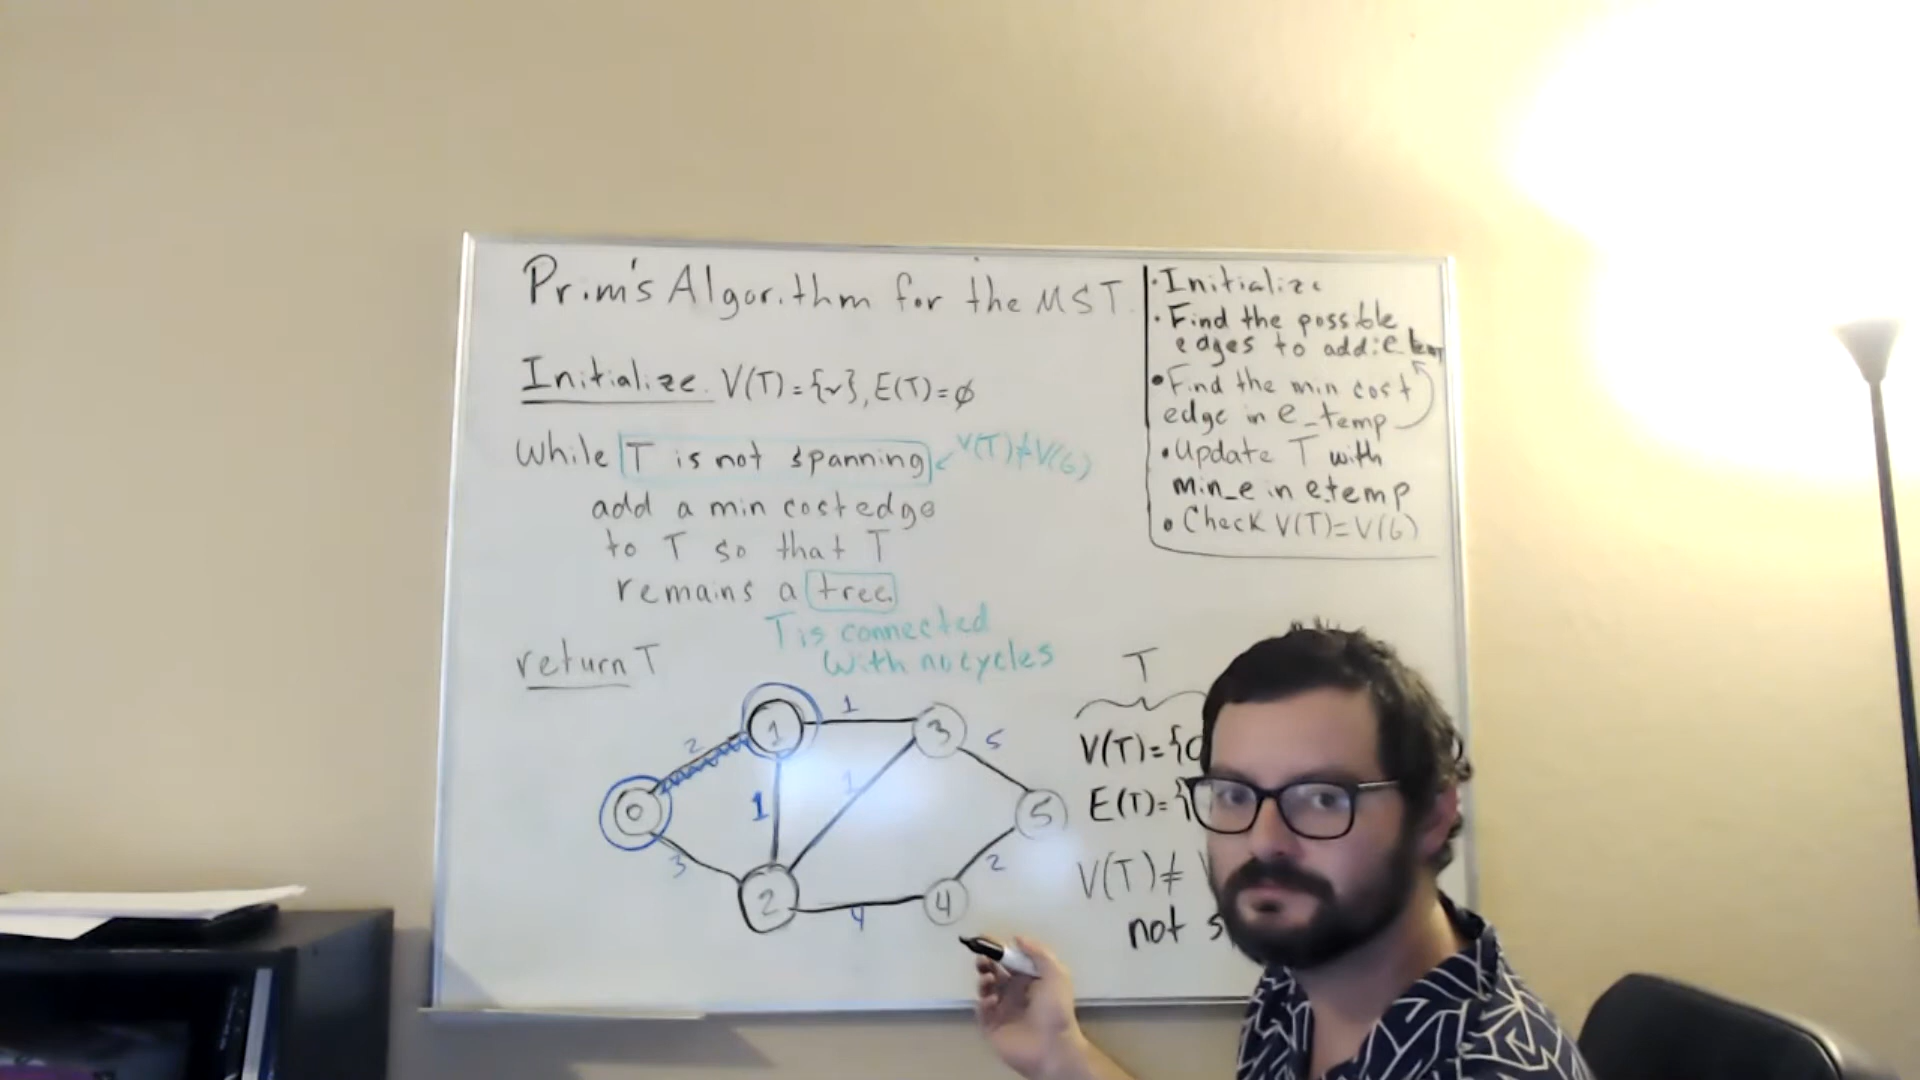 Prim's Algorithm for the MST.
Initialize. V(T)={v}, E(T)=∅
While T is not spanning V(T)≠V(G)
add a min cost edge
to T so that T
remains a tree.
T is connected
with no cycles
return T
• Initialize
• Find the possible
edges to add: e_temp
• Find the min cost
edge in e_temp
• Update T with
min_e in e_temp
• Check V(T)=V(G)
2
1
1
3
5
1
1
0
5
3
2
2
4
4
T
V(T)={0
E(T)={
V(T)≠
not